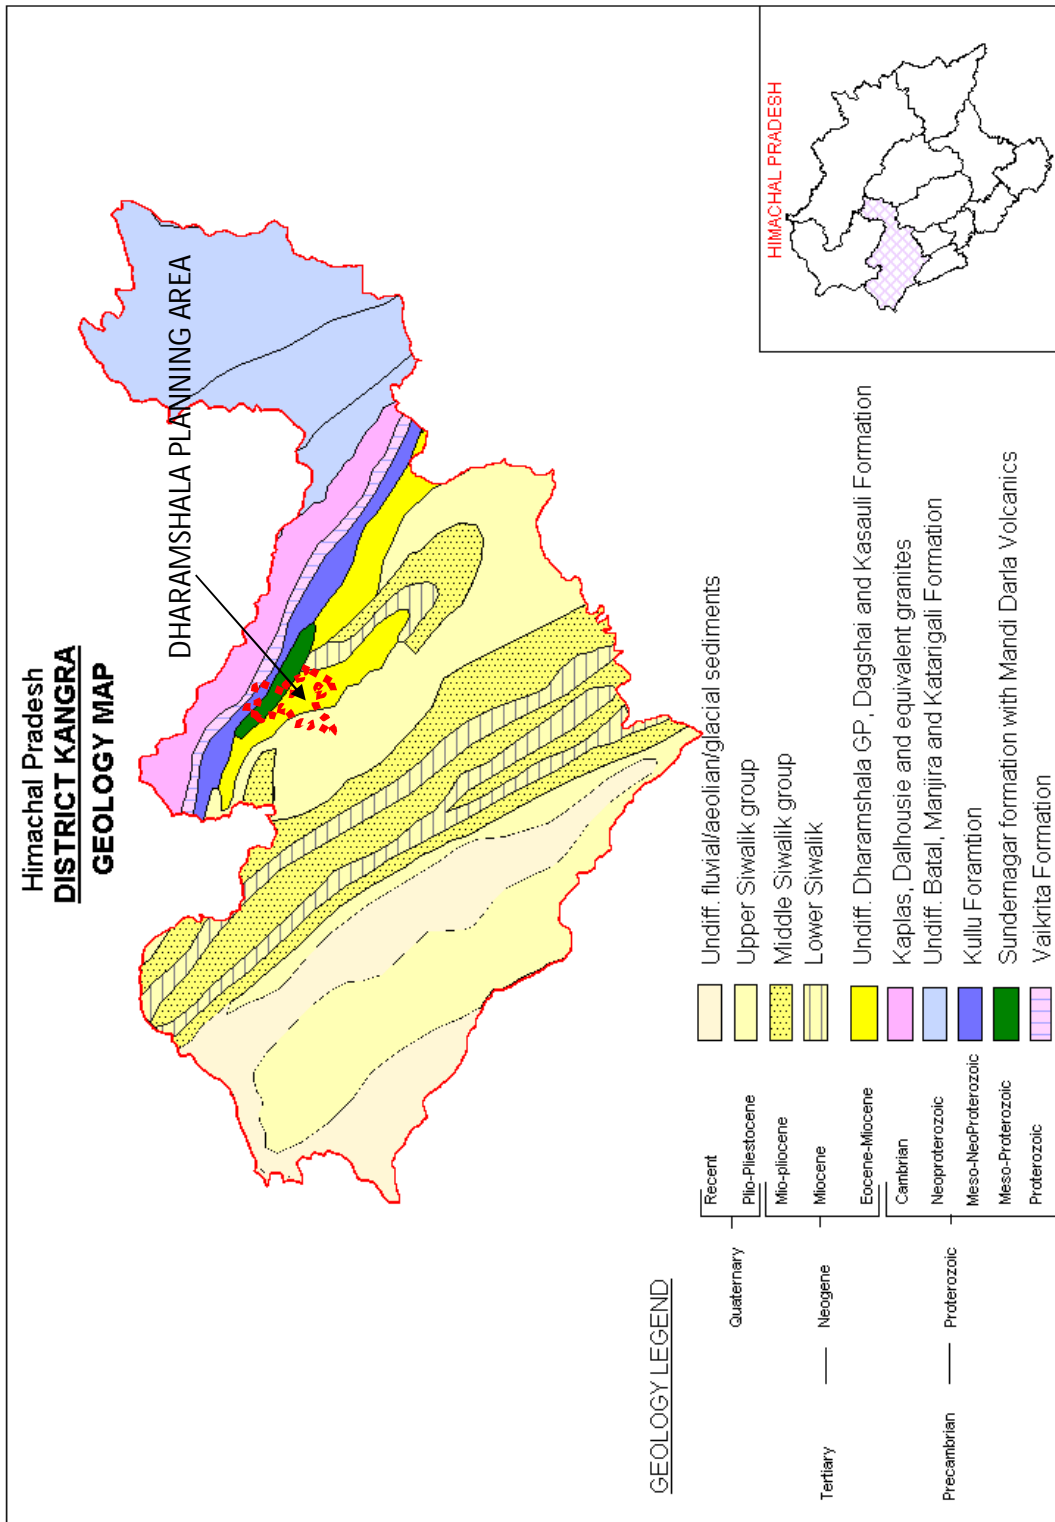 Himachal Pradesh
DISTRICT KANGRA
GEOLOGY MAP
DHARAMSHALA PLANNING AREA
HIMACHAL PRADESH
GEOLOGY LEGEND
Tertiary
Precambrian
Quaternary
Neogene
Proterozoic
Recent
Plio-Pliestocene
Mio-pliocene
Miocene
Eocene-Miocene
Cambrian
Neoproterozoic
Meso-NeoProterozoic
Meso-Proterozoic
Proterozoic
Undiff. fluvial/aeolian/glacial sediments
Upper Siwalik group
Middle Siwalik group
Lower Siwalik
Undiff. Dharamshala GP, Dagshai and Kasauli Formation
Kaplas, Dalhousie and equivalent granites
Undiff. Batal, Manjira and Katarigali Formation
Kullu Foramtion
Sundernagar formation with Mandi Darla Volcanics
Vaikrita Formation